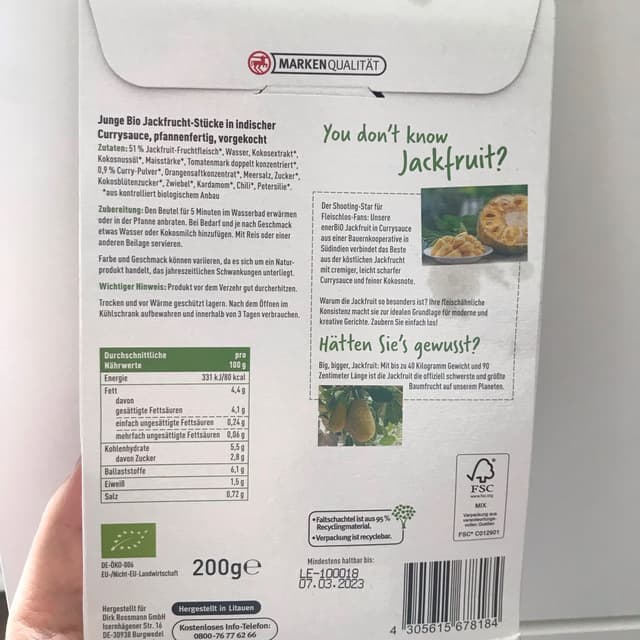 MARKENQUALITÄT
Junge Bio Jackfrucht-Stücke in indischer
Currysauce, pfannenfertig, vorgekocht
Zutaten: 51 % Jackfruit-Fruchtfleisch*, Wasser, Kokosextrakt*,
Kokosnussöl*, Maisstärke*, Tomatenmark doppelt konzentriert*,
0,9 % Curry-Pulver*, Orangensaftkonzentrat*, Meersalz, Zucker*,
Kokosblütenzucker*, Zwiebel*, Kardamom*, Chili*, Petersilie*.
*aus kontrolliert biologischem Anbau
Zubereitung: Den Beutel für 5 Minuten im Wasserbad erwärmen
oder in der Pfanne anbraten. Bei Bedarf und je nach Geschmack
etwas Wasser oder Kokosmilch hinzufügen. Mit Reis oder einer
anderen Beilage servieren.
Farbe und Geschmack können variieren, da es sich um ein Natur-
produkt handelt, das jahreszeitlichen Schwankungen unterliegt.
Wichtiger Hinweis: Produkt vor dem Verzehr gut durcherhitzen.
Trocken und vor Wärme geschützt lagern. Nach dem Öffnen im
Kühlschrank aufbewahren und innerhalb von 3 Tagen verbrauchen.
Durchschnittliche pro
Nährwerte 100 g
Energie 331 kJ/80 kcal
Fett 4,4 g
davon
gesättigte Fettsäuren 4,1 g
einfach ungesättigte Fettsäuren 0,24 g
mehrfach ungesättigte Fettsäuren 0,06 g
Kohlenhydrate 5,5 g
davon Zucker 2,8 g
Ballaststoffe 6,1 g
Eiweiß 1,5 g
Salz 0,72 g
DE-ÖKO-006
EU-/Nicht-EU-Landwirtschaft
200g e
Hergestellt für
Dirk Rossmann GmbH
Isernhägener Str. 16
DE-30938 Burgwedel
Hergestellt in Litauen
Kostenloses Info-Telefon:
0800-76 77 62 66
You don't know
Jackfruit?
Der Shooting-Star für
Fleischlos-Fans: Unsere
enerBiO Jackfruit in Currysauce
aus einer Bauernkooperative in
Südindien verbindet das Beste
aus der köstlichen Jackfrucht
mit cremiger, leicht scharfer
Currysauce und feiner Kokosnote.
Warum die Jackfruit so besonders ist? Ihre fleischähnliche
Konsistenz macht sie zur idealen Grundlage für moderne und
kreative Gerichte. Zaubern Sie einfach los!
Hätten Sie's gewusst?
Big, bigger, Jackfruit: Mit bis zu 40 Kilogramm Gewicht und 90
Zentimeter Länge ist die Jackfruit die offiziell schwerste und größte
Baumfrucht auf unserem Planeten.
FSC
www.fsc.org
MIX
Verpackung aus
verantwortungs-
vollen Quellen
FSC® C012901
• Faltschachtel ist aus 95 %
Recyclingmaterial.
• Verpackung ist recyclebar.
Mindestens haltbar bis:
LE-100018
07.03.2023
4 305615 678184